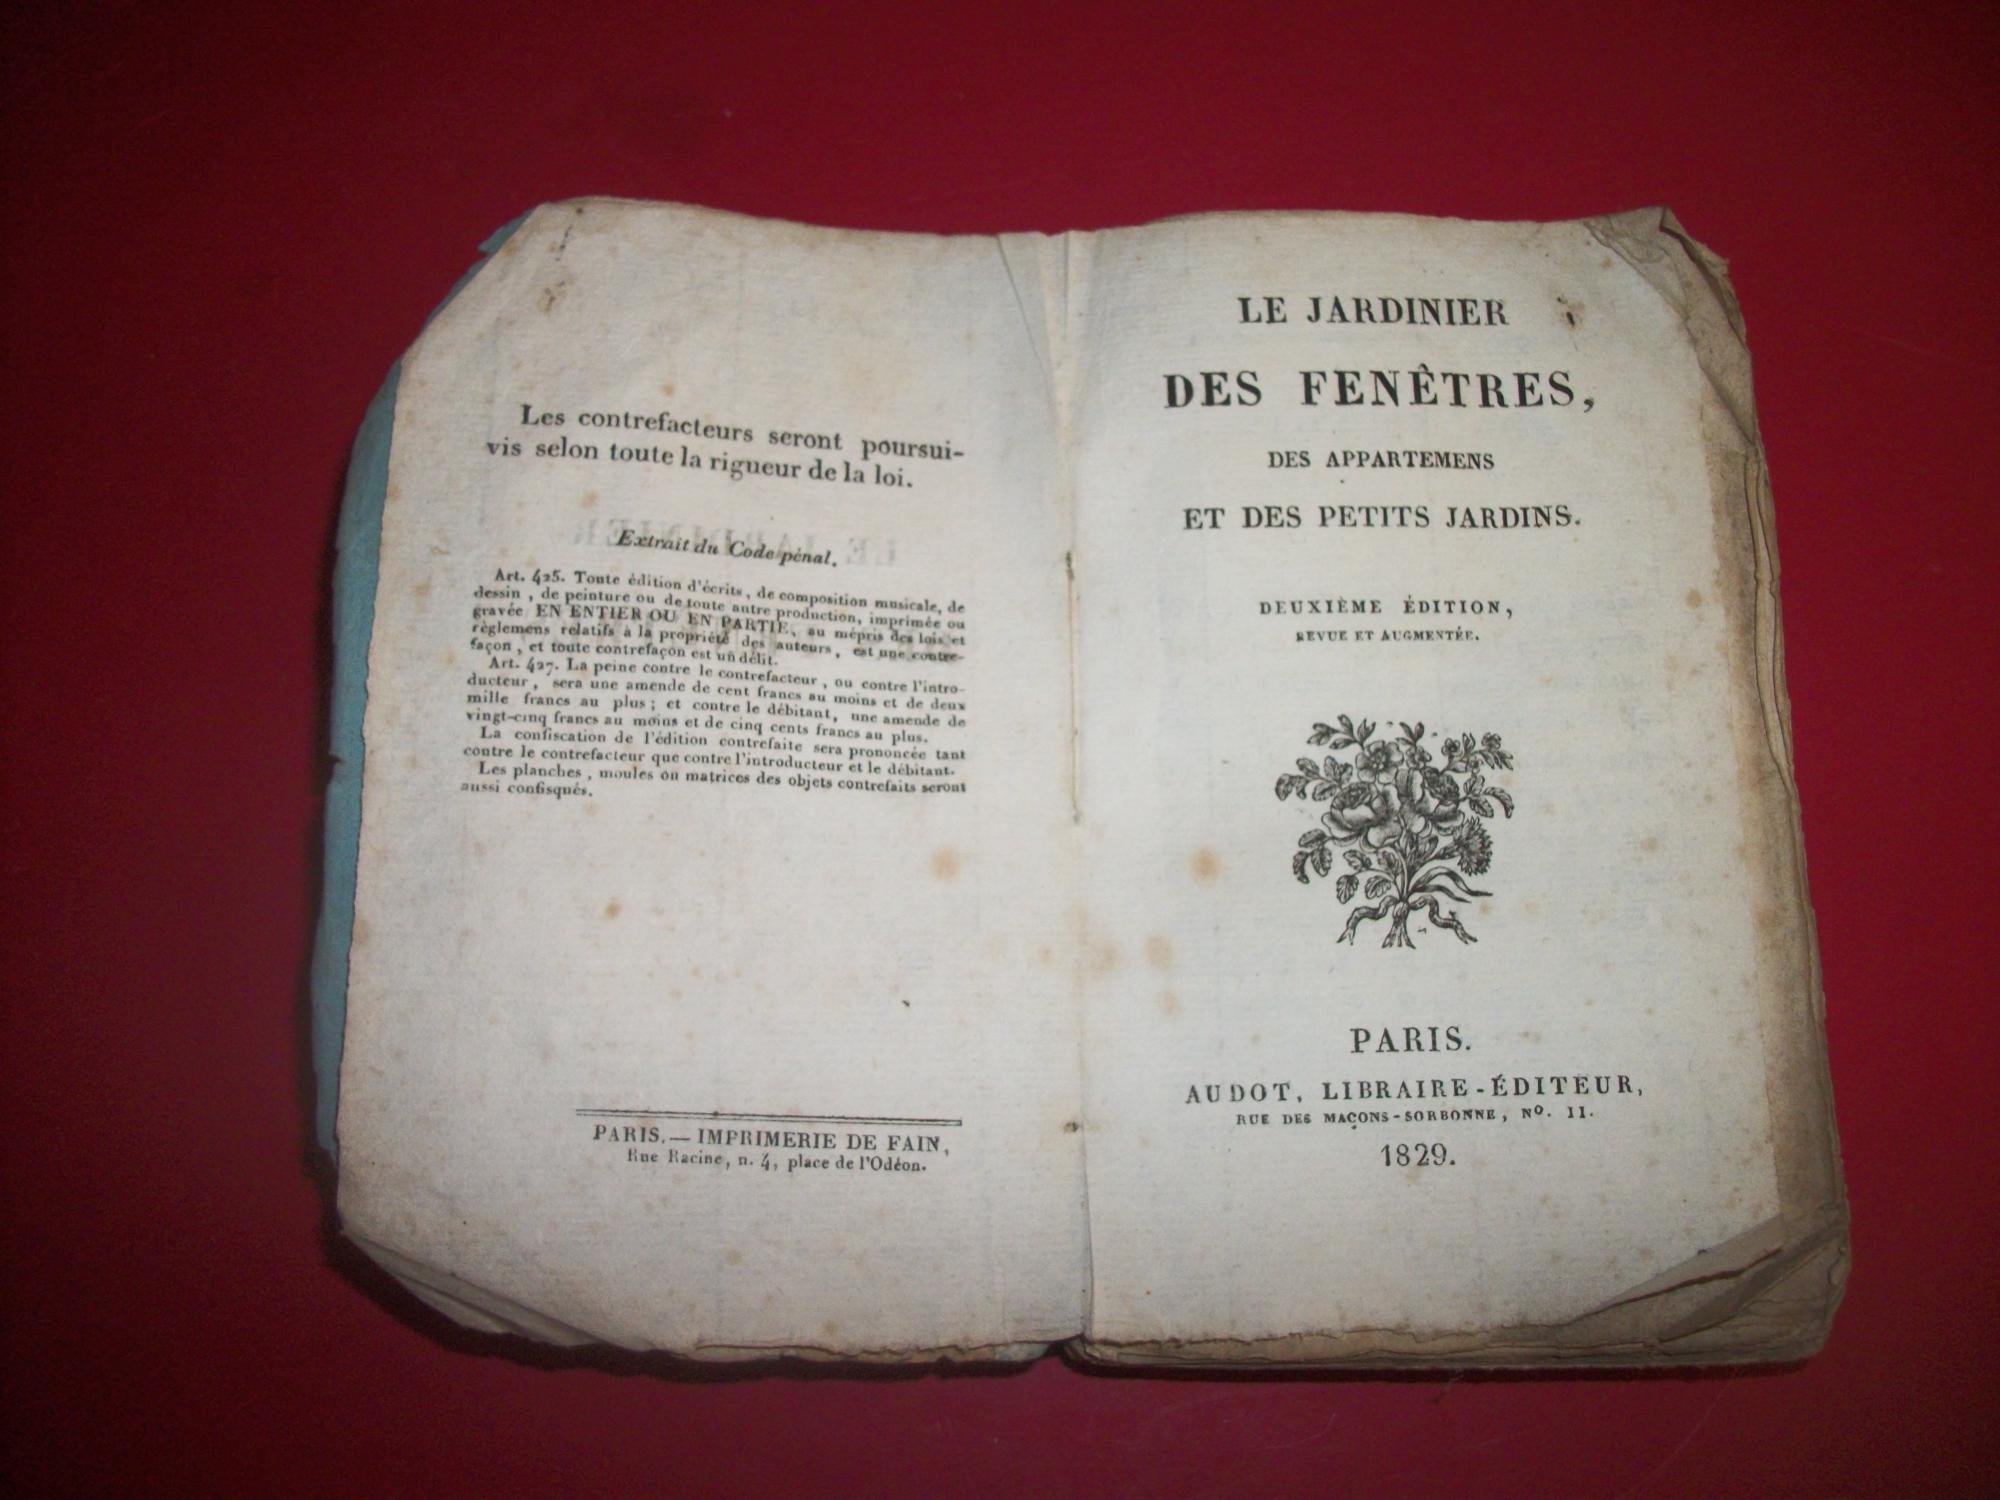 Les contrefacteurs seront poursui-
vis selon toute la rigueur de la loi.
Extrait du Code pénal.
Art. 425. Toute édition d'écrits, de composition musicale, de
dessin, de peinture ou de toute autre production, imprimée ou
gravée EN ENTIER OU EN PARTIE, au mépris des lois et
règlemens relatifs à la propriété des auteurs, est une contre-
façon, et toute contrefaçon est un délit.
Art. 427. La peine contre le contrefacteur, ou contre l'intro-
ducteur, sera une amende de cent francs au moins et de deux
mille francs au plus; et contre le débitant, une amende de
vingt-cinq francs au moins et de cinq cents francs au plus.
La confiscation de l'édition contrefaite sera prononcée tant
contre le contrefacteur que contre l'introducteur et le débitant.
Les planches, moules ou matrices des objets contrefaits seront
aussi confisqués.
PARIS.—IMPRIMERIE DE FAIN,
Rue Racine, n. 4, place de l'Odéon.
LE JARDINIER
DES FENÊTRES,
DES APPARTEMENS
ET DES PETITS JARDINS.
DEUXIÈME ÉDITION,
REVUE ET AUGMENTÉE.
PARIS.
AUDOT, LIBRAIRE-ÉDITEUR,
RUE DES MAÇONS-SORBONNE, Nº. 11.
1829.